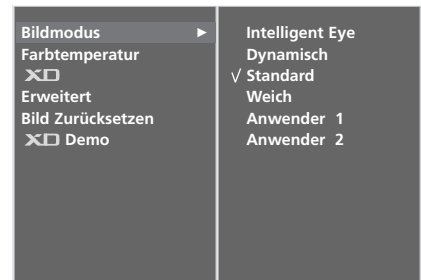 Bildmodus ►
Farbtemperatur
XD
Erweitert
Bild Zurücksetzen
XD Demo
Intelligent Eye
Dynamisch
√ Standard
Weich
Anwender 1
Anwender 2